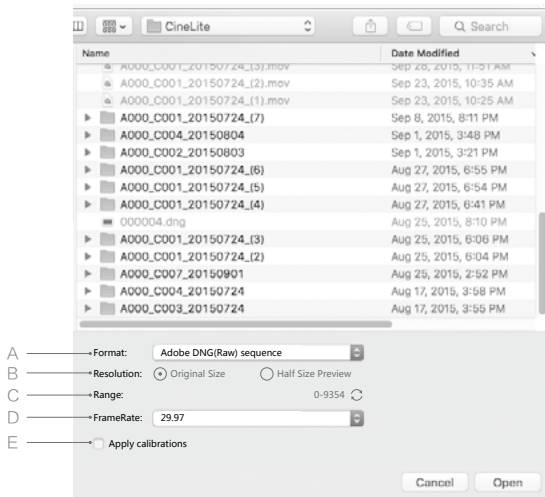 CineLite
Search
Name Date Modified
A000_C001_20150724_(3).mov Sep 28, 2015, 11:51 AM
A000_C001_20150724_(2).mov Sep 23, 2015, 10:35 AM
A000_C001_20150724_(1).mov Sep 23, 2015, 10:25 AM
A000_C001_20150724_(7) Sep 8, 2015, 8:11 PM
A000_C004_20150804 Sep 1, 2015, 3:48 PM
A000_C002_20150803 Sep 1, 2015, 3:21 PM
A000_C001_20150724_(6) Aug 27, 2015, 6:55 PM
A000_C001_20150724_(5) Aug 27, 2015, 6:54 PM
A000_C001_20150724_(4) Aug 27, 2015, 6:41 PM
000004.dng Aug 25, 2015, 8:10 PM
A000_C001_20150724_(3) Aug 25, 2015, 6:06 PM
A000_C001_20150724_(2) Aug 25, 2015, 6:04 PM
A000_C007_20150901 Aug 25, 2015, 2:52 PM
A000_C004_20150724 Aug 17, 2015, 3:58 PM
A000_C003_20150724 Aug 17, 2015, 3:55 PM
A Format: Adobe DNG(Raw) sequence
B Resolution: Original Size Half Size Preview
C Range: 0-9354
D FrameRate: 29.97
E Apply calibrations
Cancel Open